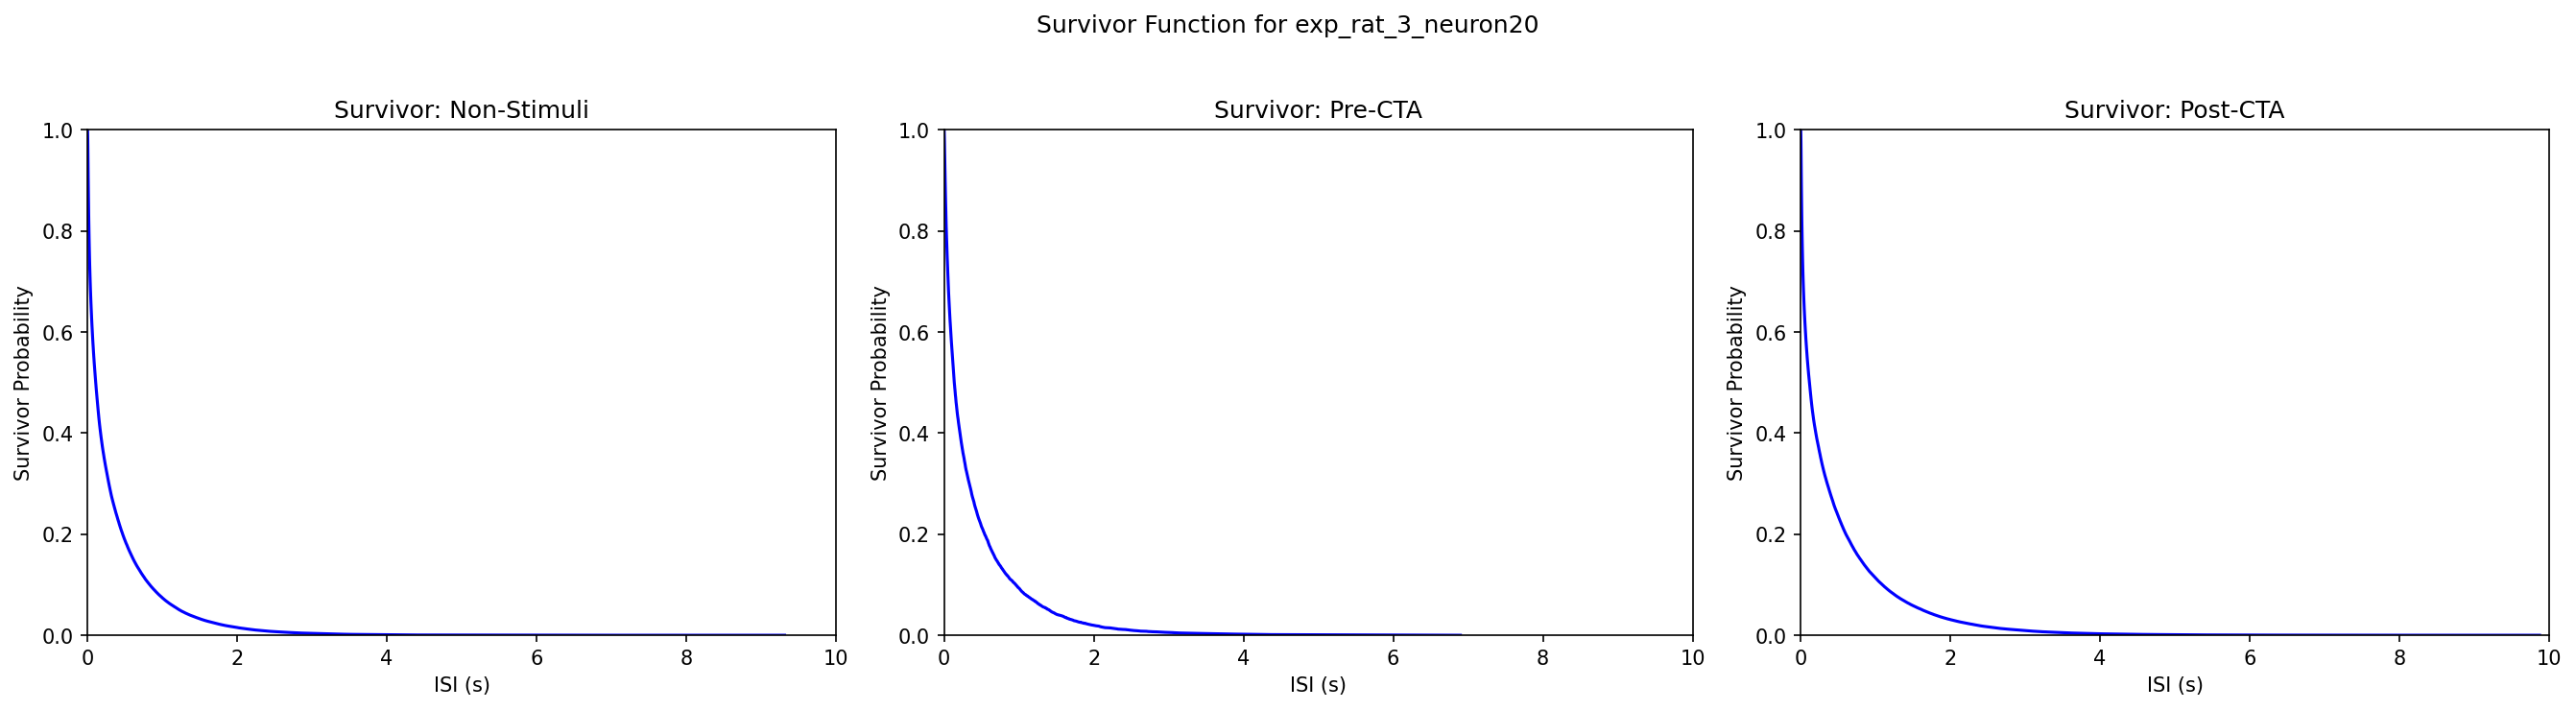 Survivor Function for exp_rat_3_neuron20
Survivor: Non-Stimuli
1.0
0.8
0.6
0.4
0.2
0.0
Survivor Probability
0 2 4 6 8 10
ISI (s)
Survivor: Pre-CTA
1.0
0.8
0.6
0.4
0.2
0.0
Survivor Probability
0 2 4 6 8 10
ISI (s)
Survivor: Post-CTA
1.0
0.8
0.6
0.4
0.2
0.0
Survivor Probability
0 2 4 6 8 10
ISI (s)